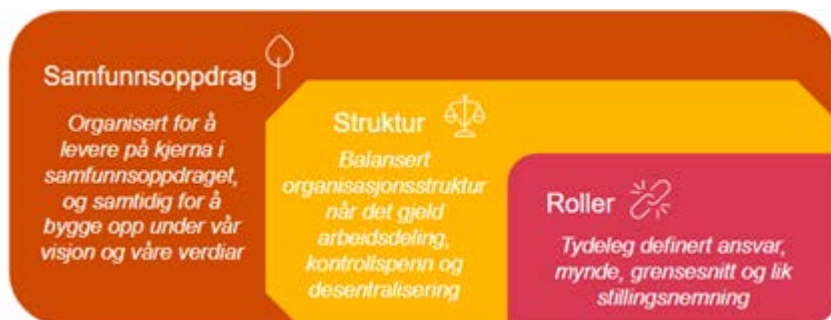 Samfunnsoppdrag
Organisert for å
levere på kjerna i
samfunnsoppdraget,
og samtidig for å
bygge opp under vår
visjon og våre verdiar
Struktur
Balansert
organisasjonsstruktur
når det gjeld
arbeidsdeling,
kontrollspenn og
desentralisering
Roller
Tydeleg definert ansvar,
mynde, grensesnitt og lik
stillingsnemning